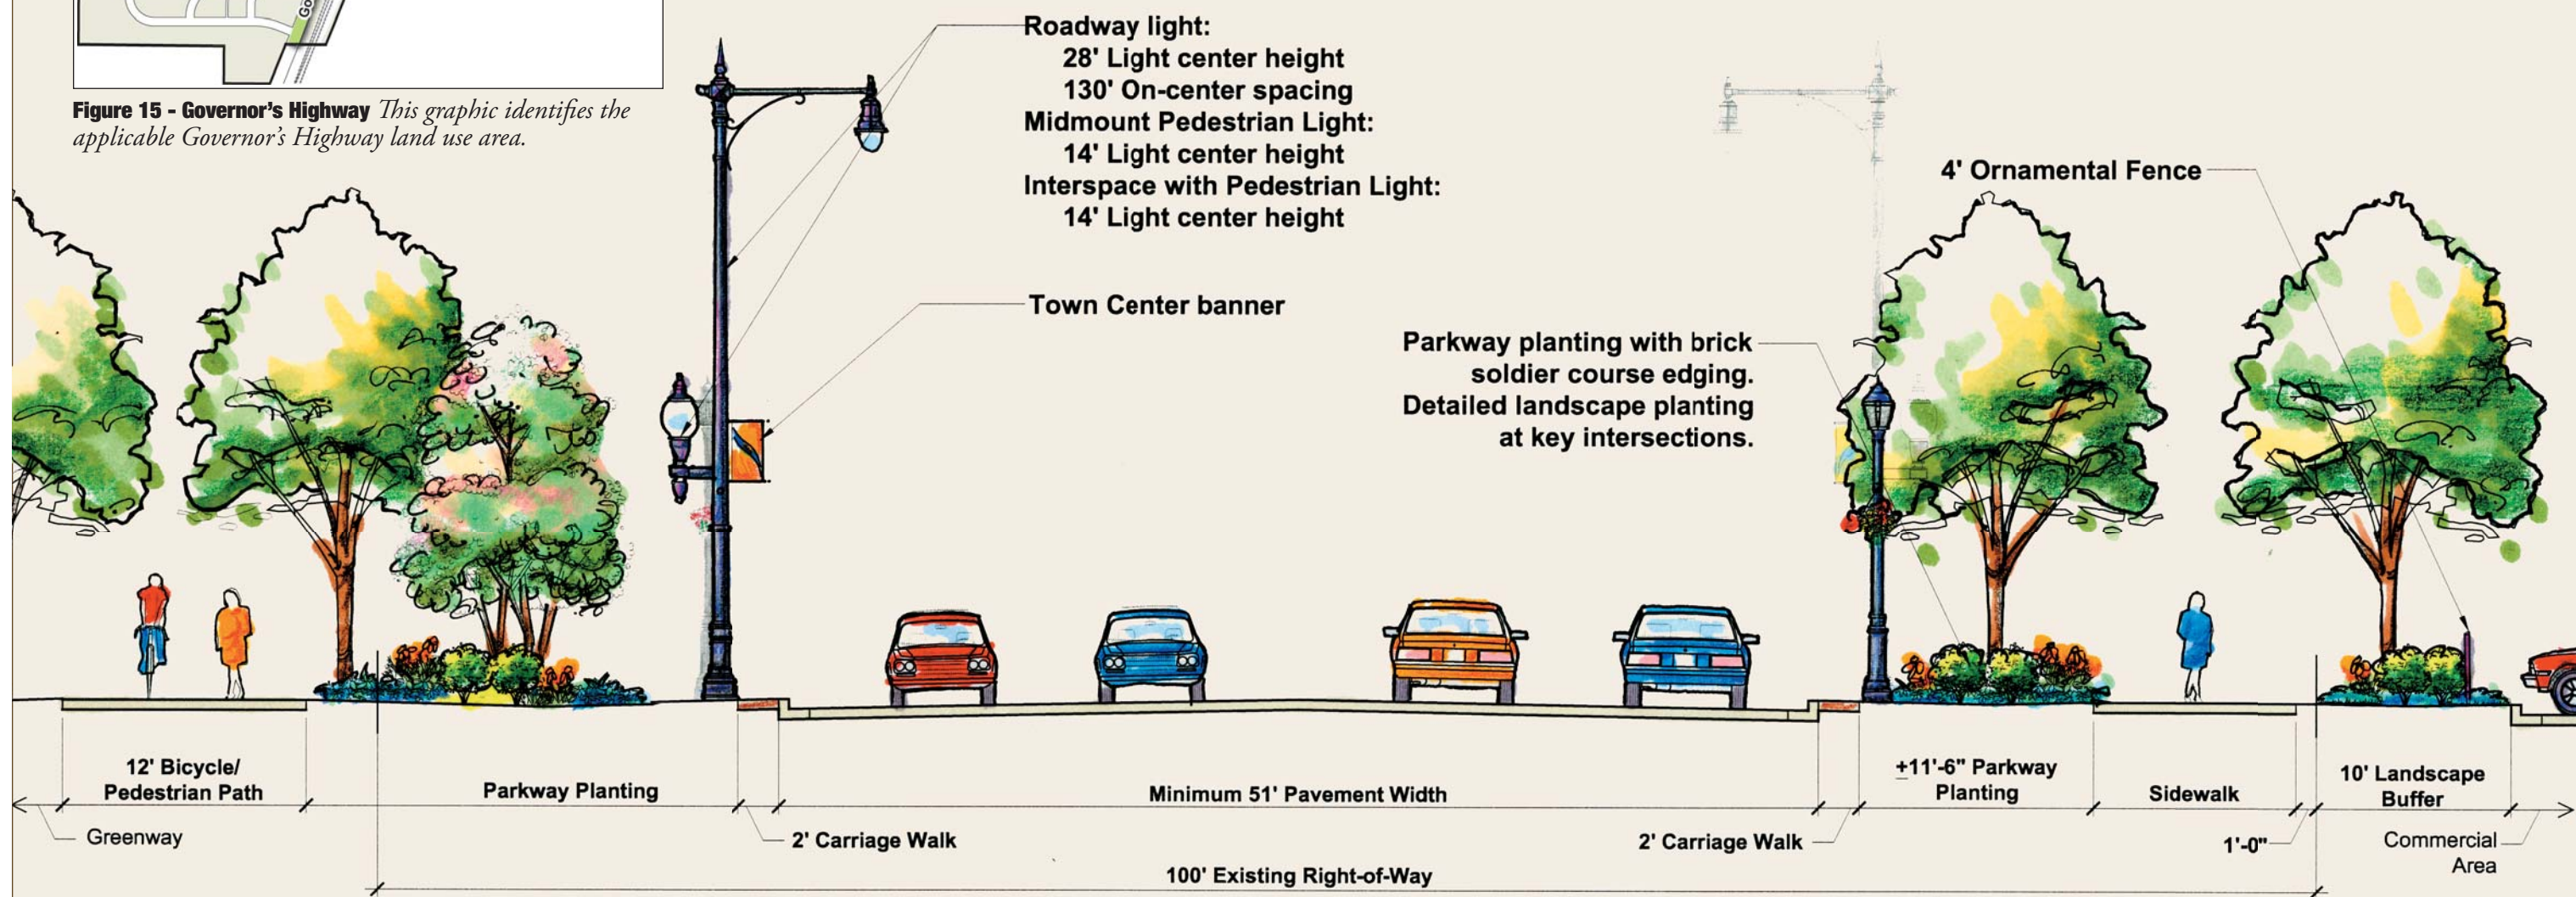 Go
Figure 15 - Governor's Highway This graphic identifies the
applicable Governor's Highway land use area.
Roadway light:
28' Light center height
130' On-center spacing
Midmount Pedestrian Light:
14' Light center height
Interspace with Pedestrian Light:
14' Light center height
4' Ornamental Fence
Town Center banner
Parkway planting with brick
soldier course edging.
Detailed landscape planting
at key intersections.
12' Bicycle/
Pedestrian Path
Parkway Planting
Minimum 51' Pavement Width
±11'-6" Parkway
Planting
Sidewalk
10' Landscape
Buffer
Greenway
2' Carriage Walk
2' Carriage Walk
1'-0"
Commercial
Area
100' Existing Right-of-Way